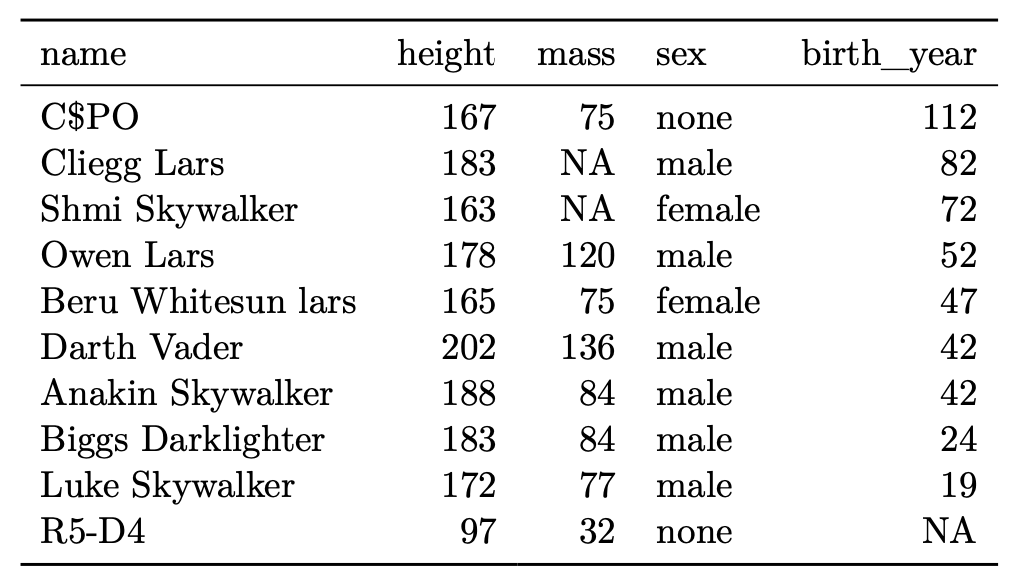 name height mass sex birth_year
C$PO 167 75 none 112
Cliegg Lars 183 NA male 82
Shmi Skywalker 163 NA female 72
Owen Lars 178 120 male 52
Beru Whitesun lars 165 75 female 47
Darth Vader 202 136 male 42
Anakin Skywalker 188 84 male 42
Biggs Darklighter 183 84 male 24
Luke Skywalker 172 77 male 19
R5-D4 97 32 none NA